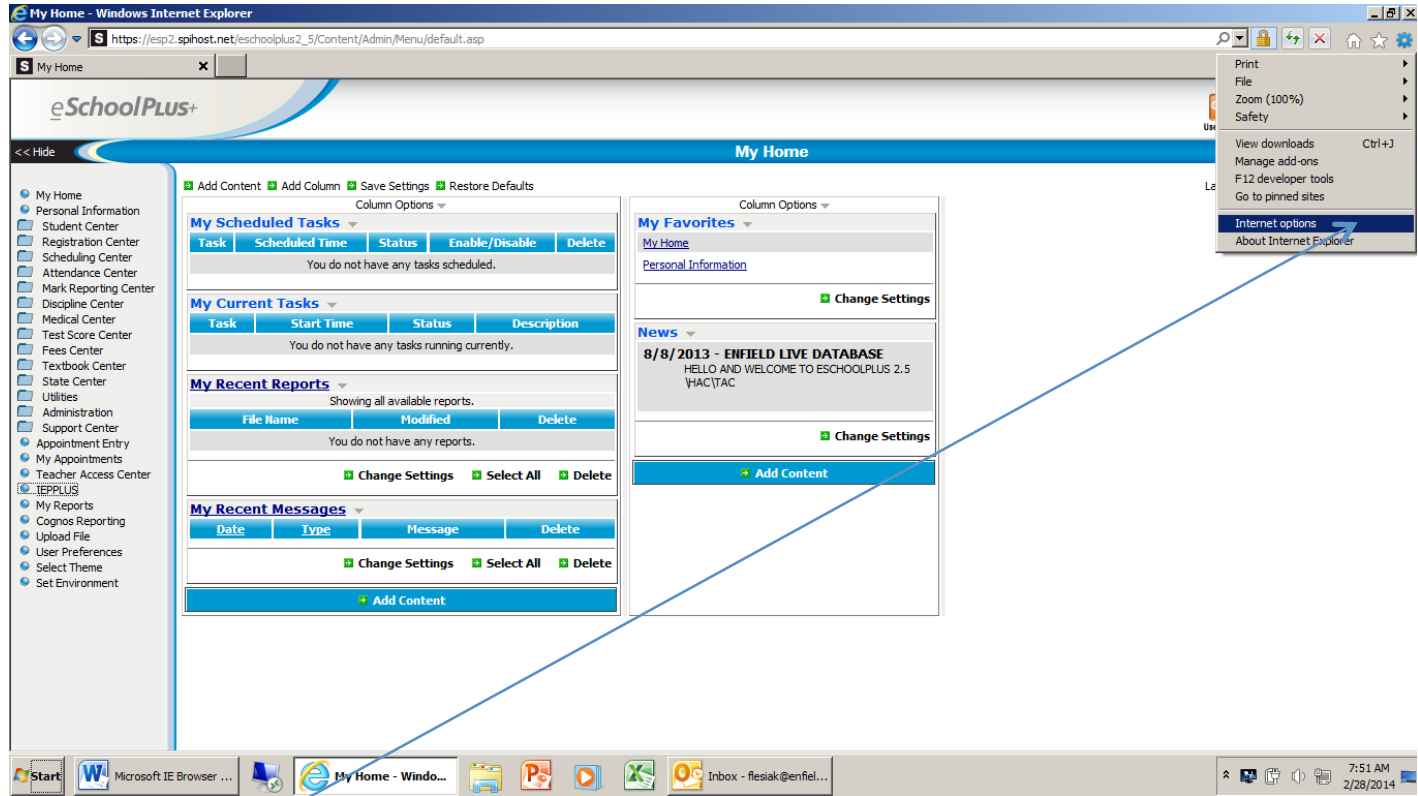 My Home - Windows Internet Explorer
https://esp2.spihost.net/eschoolplus2_5/Content/Admin/Menu/default.asp
S My Home
Print
File
Zoom (100%)
Safety
View downloads Ctrl+J
Manage add-ons
F12 developer tools
Go to pinned sites
Internet options
About Internet Explorer
eSchoolPLUS+
<< Hide
My Home
My Home
Personal Information
Student Center
Registration Center
Scheduling Center
Attendance Center
Mark Reporting Center
Discipline Center
Medical Center
Test Score Center
Fees Center
Textbook Center
State Center
Utilities
Administration
Support Center
Appointment Entry
My Appointments
Teacher Access Center
IEPPLUS
My Reports
Cognos Reporting
Upload File
User Preferences
Select Theme
Set Environment
Add Content Add Column Save Settings Restore Defaults
Column Options
My Scheduled Tasks
Task Scheduled Time Status Enable/Disable Delete
You do not have any tasks scheduled.
My Current Tasks
Task Start Time Status Description
You do not have any tasks running currently.
My Recent Reports
Showing all available reports.
File Name Modified Delete
You do not have any reports.
Change Settings Select All Delete
My Recent Messages
Date Type Message Delete
Change Settings Select All Delete
Add Content
Column Options
My Favorites
My Home
Personal Information
Change Settings
News
8/8/2013 - ENFIELD LIVE DATABASE
HELLO AND WELCOME TO ESCHOOLPLUS 2.5
\HAC\TAC
Change Settings
Add Content
Start
Microsoft IE Browser ...
My Home - Windo...
Inbox - flesiak@enfiel...
7:51 AM
2/28/2014